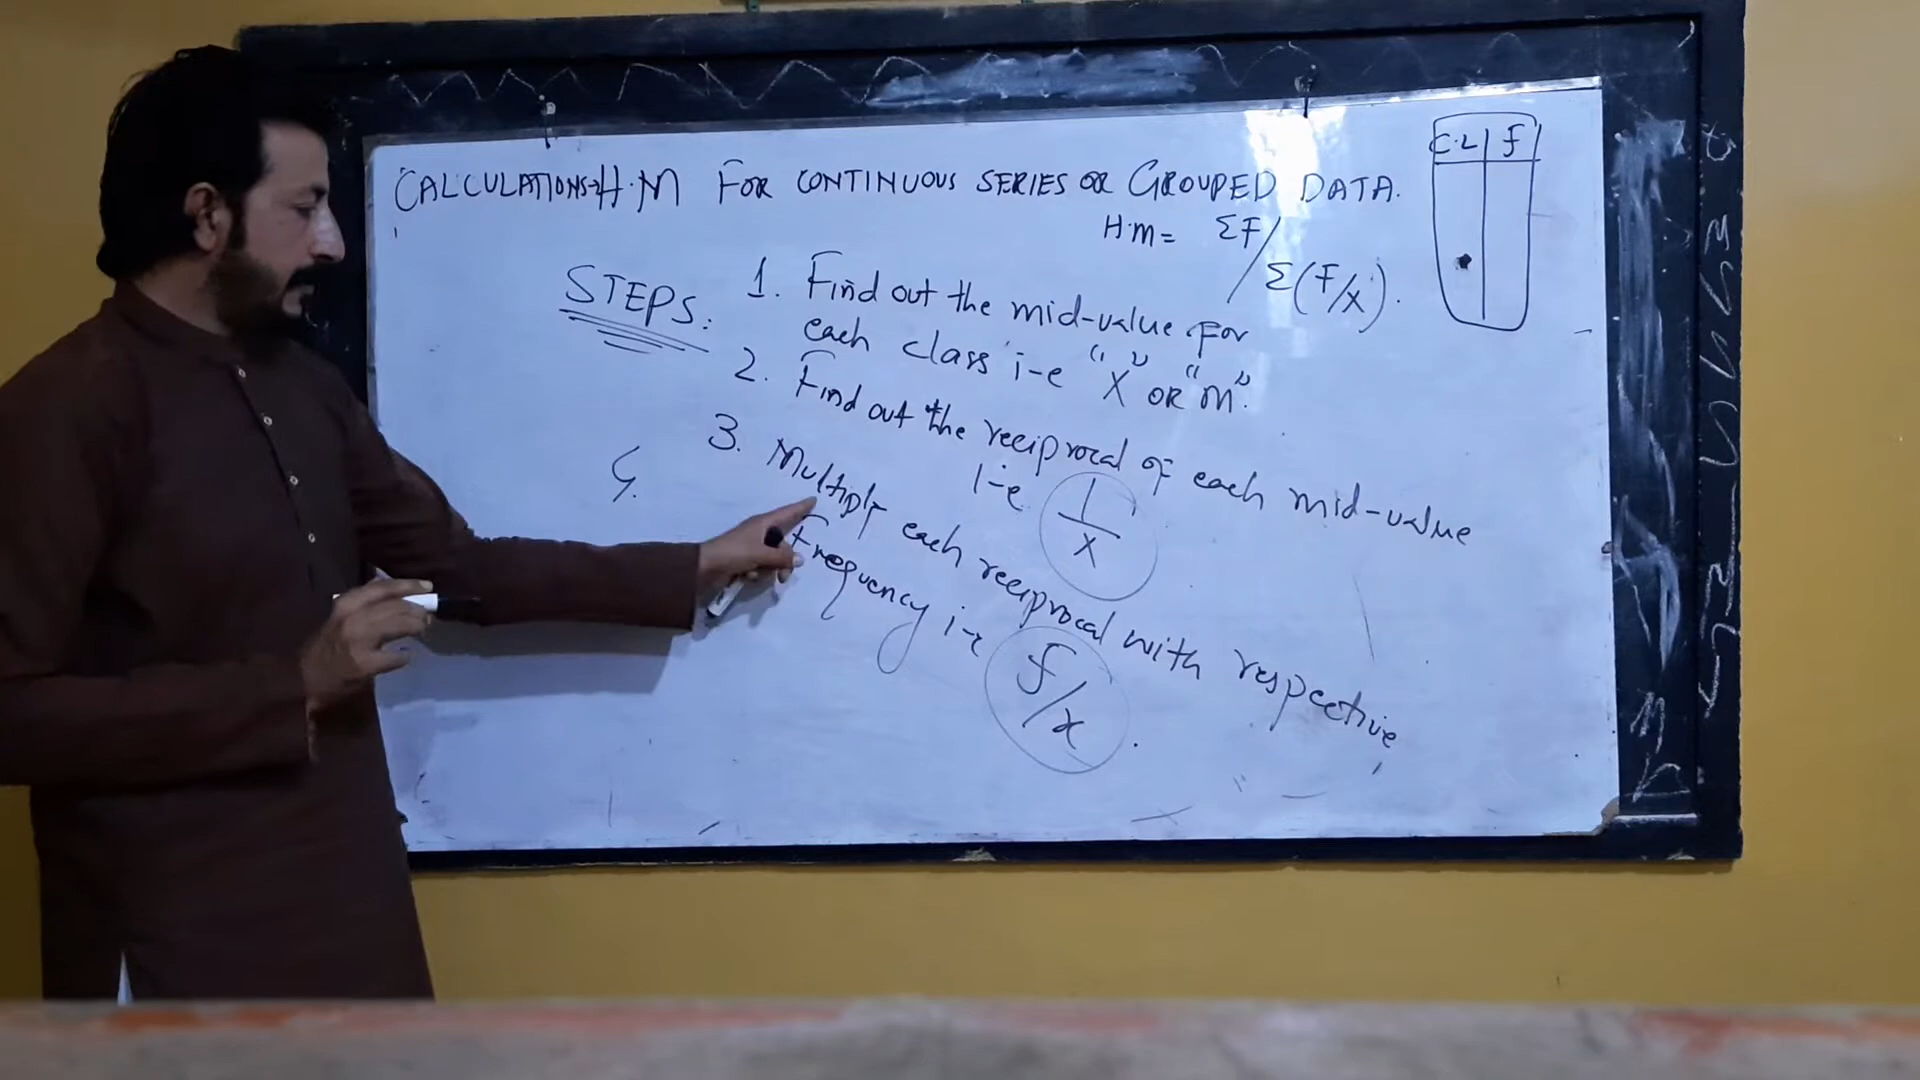 CALCULATIONS→H.M FOR CONTINUOUS SERIES OR GROUPED DATA.
C.L f
H.m = ΣF/Σ(F/x).
STEPS:
1. Find out the mid-value for
each class i-e "X" OR "m".
2. Find out the reciprocal of each mid-value
i-e 1/x
3. Multiply each reciprocal with respective
Frequency i-e f/x.
4.